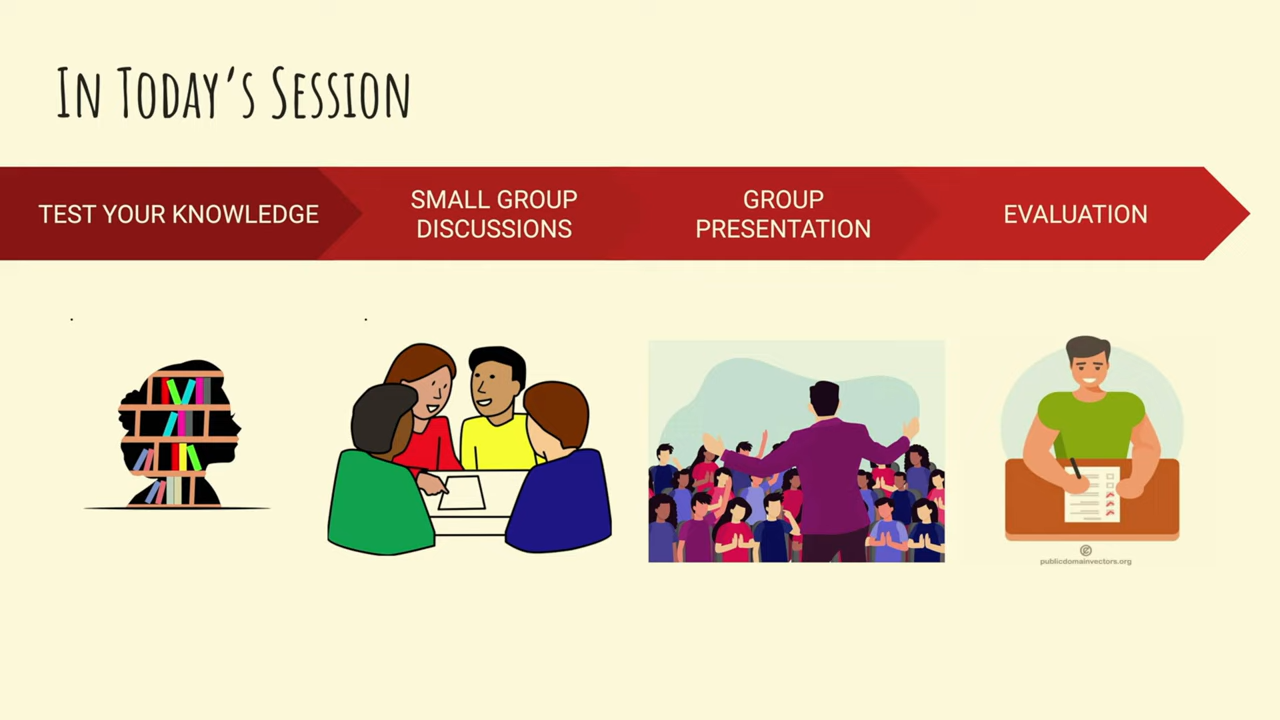 In Today's Session
TEST YOUR KNOWLEDGE
SMALL GROUP
DISCUSSIONS
GROUP
PRESENTATION
EVALUATION
publicdomainvectors.org